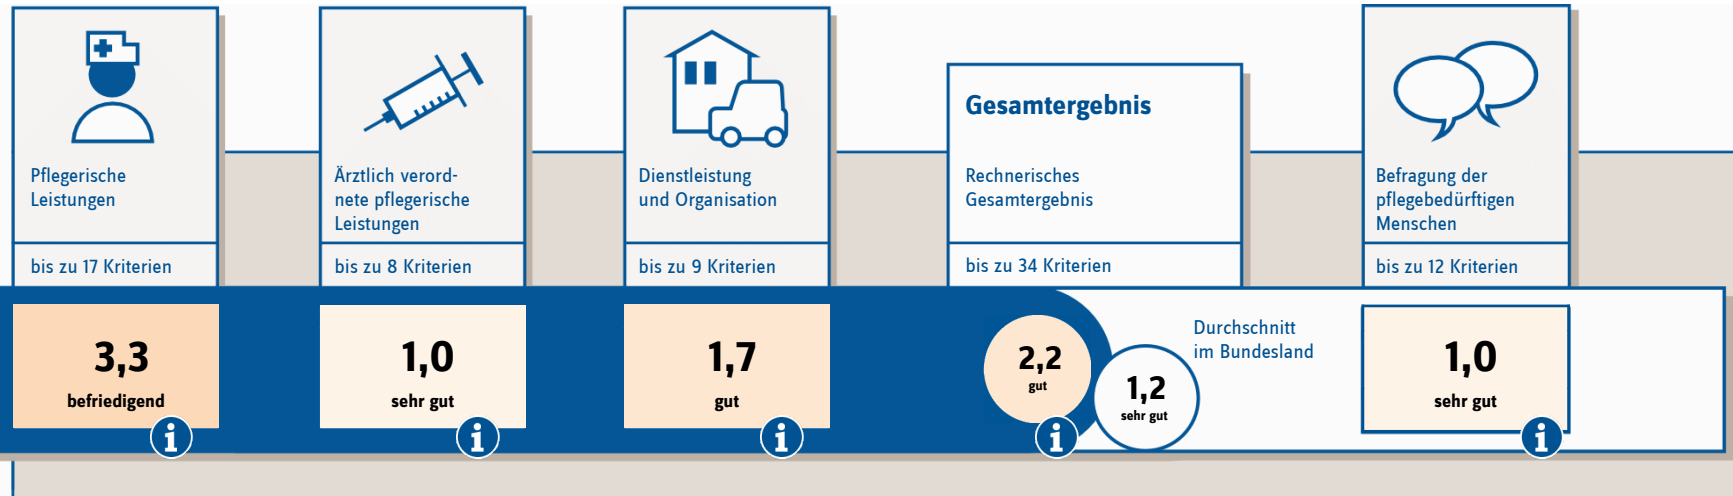 Pflegerische
Leistungen
bis zu 17 Kriterien
3,3
befriedigend
i
Ärztlich verord-
nete pflegerische
Leistungen
bis zu 8 Kriterien
1,0
sehr gut
i
Dienstleistung
und Organisation
bis zu 9 Kriterien
1,7
gut
i
Gesamtergebnis
Rechnerisches
Gesamtergebnis
bis zu 34 Kriterien
2,2
gut
i
Durchschnitt
im Bundesland
1,2
sehr gut
Befragung der
pflegebedürftigen
Menschen
bis zu 12 Kriterien
1,0
sehr gut
i